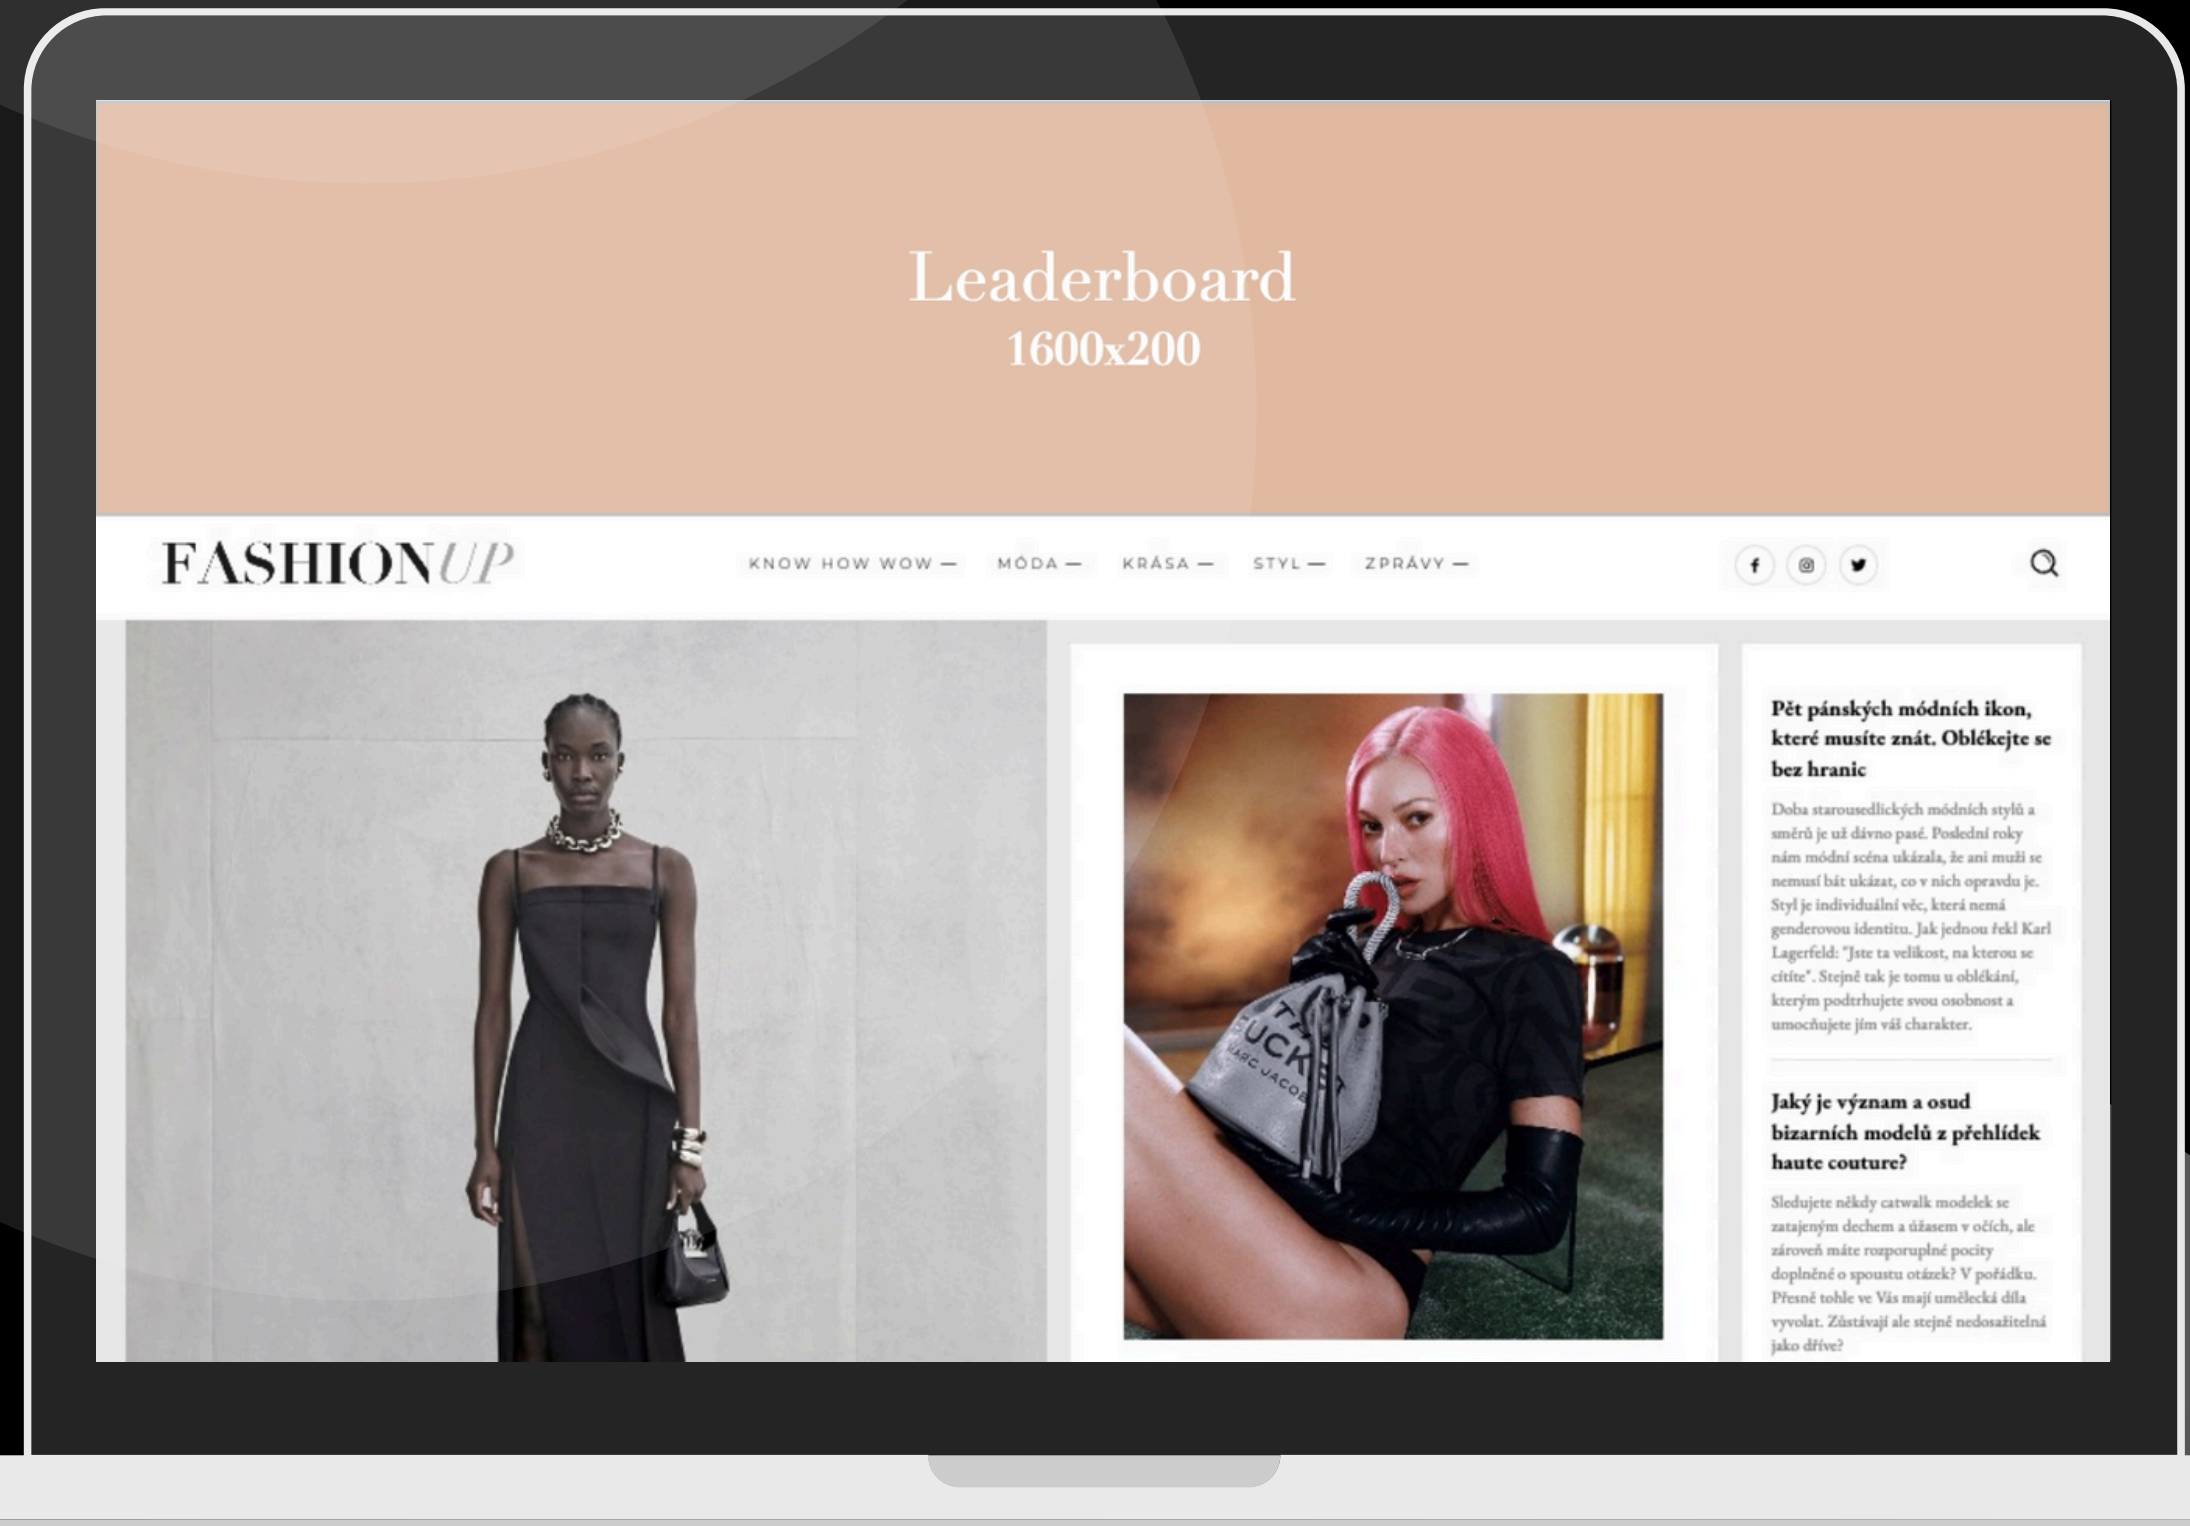 Leaderboard
1600x200
FASHIONUP
KNOW HOW WOW —
MÓDA —
KRÁSA —
STYL —
ZPRÁVY —
Pět pánských módních ikon,
které musíte znát. Oblékejte se
bez hranic
Doba starousedlických módních stylů a
směrů je už dávno pasé. Poslední roky
nám módní scéna ukázala, že ani muži se
nemusí bát ukázat, co v nich opravdu je.
Styl je individuální věc, která nemá
genderovou identitu. Jak jednou řekl Karl
Lagerfeld: "Jste ta velikost, na kterou se
cítíte". Stejně tak je tomu u oblékání,
kterým podtrhujete svou osobnost a
umocňujete jím váš charakter.
Jaký je význam a osud
bizarních modelů z přehlídek
haute couture?
Sledujete někdy catwalk modelek se
zatajeným dechem a úžasem v očích, ale
zároveň máte rozporuplné pocity
doplněné o spoustu otázek? V pořádku.
Přesně tohle ve Vás mají umělecká díla
vyvolat. Zůstávají ale stejně nedosažitelná
jako dříve?